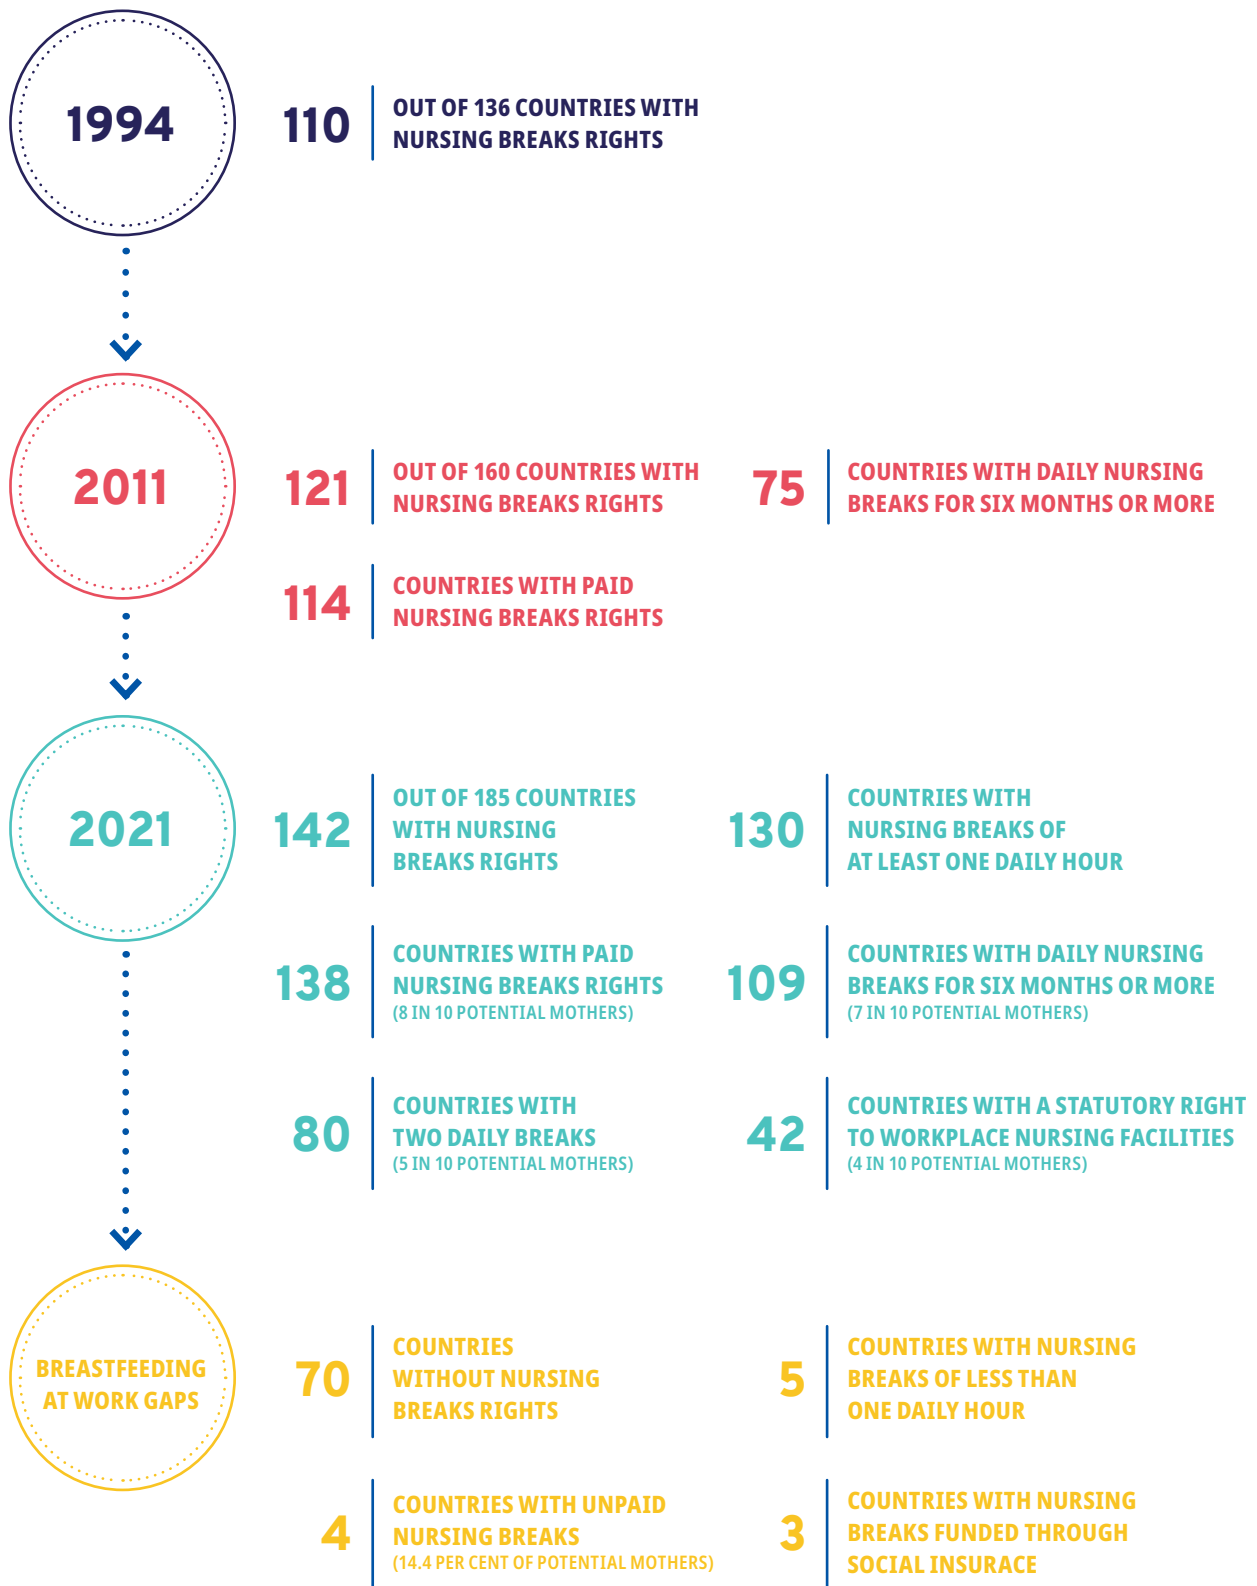 1994
110
OUT OF 136 COUNTRIES WITH
NURSING BREAKS RIGHTS
2011
121
OUT OF 160 COUNTRIES WITH
NURSING BREAKS RIGHTS
75
COUNTRIES WITH DAILY NURSING
BREAKS FOR SIX MONTHS OR MORE
114
COUNTRIES WITH PAID
NURSING BREAKS RIGHTS
2021
142
OUT OF 185 COUNTRIES
WITH NURSING
BREAKS RIGHTS
130
COUNTRIES WITH
NURSING BREAKS OF
AT LEAST ONE DAILY HOUR
138
COUNTRIES WITH PAID
NURSING BREAKS RIGHTS
(8 IN 10 POTENTIAL MOTHERS)
109
COUNTRIES WITH DAILY NURSING
BREAKS FOR SIX MONTHS OR MORE
(7 IN 10 POTENTIAL MOTHERS)
80
COUNTRIES WITH
TWO DAILY BREAKS
(5 IN 10 POTENTIAL MOTHERS)
42
COUNTRIES WITH A STATUTORY RIGHT
TO WORKPLACE NURSING FACILITIES
(4 IN 10 POTENTIAL MOTHERS)
BREASTFEEDING
AT WORK GAPS
70
COUNTRIES
WITHOUT NURSING
BREAKS RIGHTS
5
COUNTRIES WITH NURSING
BREAKS OF LESS THAN
ONE DAILY HOUR
4
COUNTRIES WITH UNPAID
NURSING BREAKS
(14.4 PER CENT OF POTENTIAL MOTHERS)
3
COUNTRIES WITH NURSING
BREAKS FUNDED THROUGH
SOCIAL INSURACE